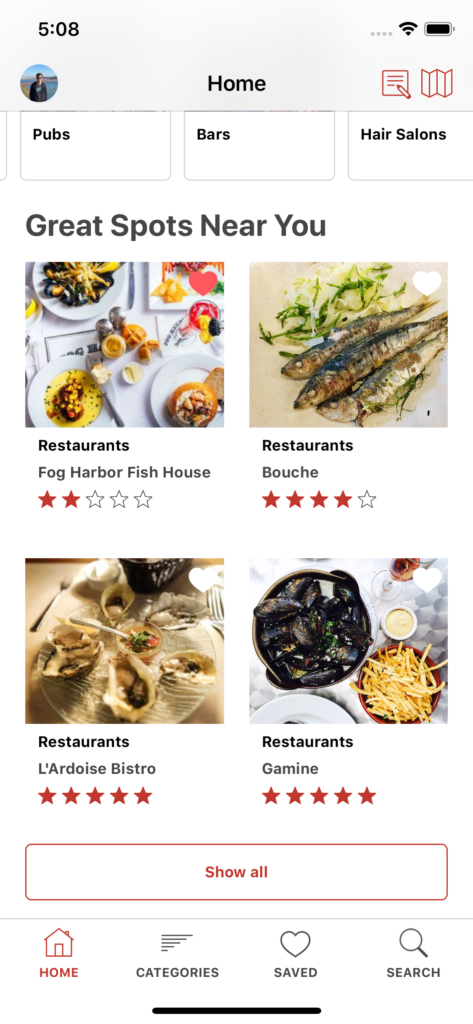 5:08
Home
Pubs
Bars
Hair Salons
Great Spots Near You
Restaurants
Fog Harbor Fish House
Restaurants
Bouche
Restaurants
L'Ardoise Bistro
Restaurants
Gamine
Show all
HOME
CATEGORIES
SAVED
SEARCH